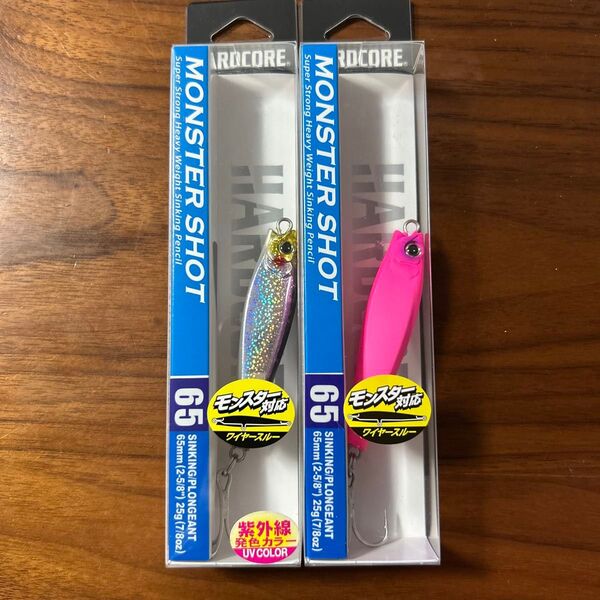 ARDCORE®
MONSTER SHOT
Super Strong Heavy Weight Sinking Pencil
HARD
65
SINKING/PLONGEANT
65mm (2-5/8") 25g (7/8oz)
モンスター対応
ワイヤースルー
紫外線
発色カラー
UV COLOR
RDCORE®
MONSTER SHOT
Super Strong Heavy Weight Sinking Pencil
HARD
65
SINKING/PLONGEANT
65mm (2-5/8") 25g (7/8oz)
モンスター対応
ワイヤースルー